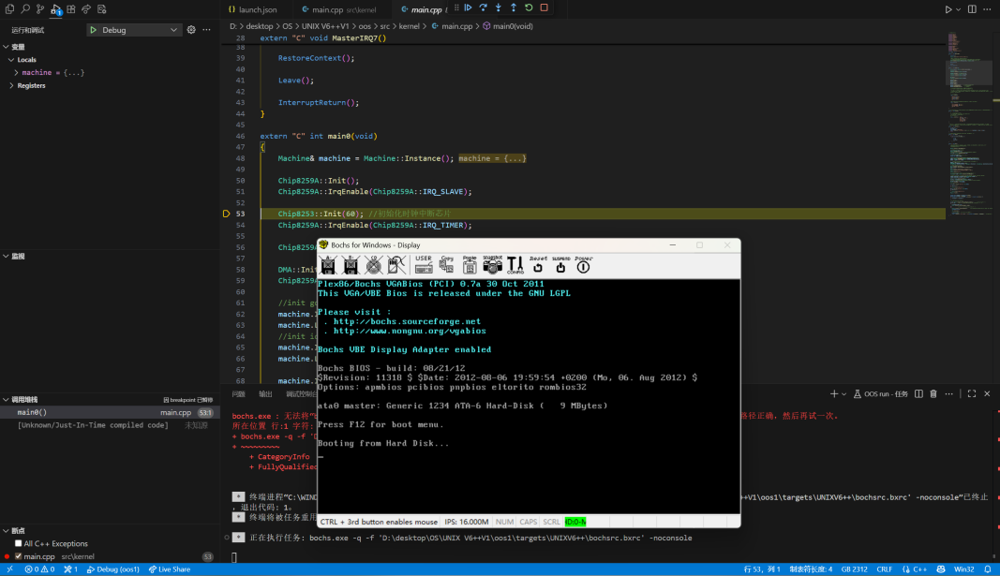 launch.json
main.cpp src\kernel
main.cpp
运行和调试
Debug
D: > desktop > OS > UNIX V6++V1 > oos > src > kernel > main.cpp > main0(void)
28 extern "C" void MasterIRQ7()
变量
Locals
machine = {...}
Registers
38
39 RestoreContext();
40
41 Leave();
42
43 InterruptReturn();
44 }
45
46 extern "C" int main0(void)
47 {
48 Machine& machine = Machine::Instance(); machine = {...}
49
50 Chip8259A::Init();
51 Chip8259A::IrqEnable(Chip8259A::IRQ_SLAVE);
52
53 Chip8253::Init(60); //初始化时钟中断芯片
54 Chip8259A::IrqEnable(Chip8259A::IRQ_TIMER);
55
56 Chip8259A
57
58 DMA::Init
59 Chip8259A
60
61 //init g
62 machine.
63 machine.
64 //init i
65 machine.
66 machine.
67
68 machine.
监视
Bochs for Windows - Display
A:
B:
CD
USER
Copy
Paste
Snapshot
CONFIG
Reset
SUSPEND
Power
Plex86/Bochs VGABios (PCI) 0.7a 30 Oct 2011
This VGA/VBE Bios is released under the GNU LGPL
Please visit :
. http://bochs.sourceforge.net
. http://www.nongnu.org/vgabios
Bochs VBE Display Adapter enabled
Bochs BIOS - build: 08/21/12
$Revision: 11318 $ $Date: 2012-08-06 19:59:54 +0200 (Mo, 06. Aug 2012) $
Options: apmbios pcibios pnpbios eltorito rombios32
ata0 master: Generic 1234 ATA-6 Hard-Disk (   9 MBytes)
Press F12 for boot menu.
Booting from Hard Disk...
CTRL + 3rd button enables mouse IPS: 16.000M NUM CAPS SCRL HD:0-M
调用堆栈
因 breakpoint 已暂停
main0() main.cpp 53:1
[Unknown/Just-In-Time compiled code] 未知源
问题 输出 调试控制台
OOS run - 任务
bochs.exe : 无法将“b
路径正确，然后再试一次。
所在位置 行:1 字符:
+ bochs.exe -q -f 'D
+ ~~~~~~~~~
+ CategoryInfo
+ FullyQualified
* 终端进程“C:\WIN
++V1\oos1\targets\UNIXV6++\bochsrc.bxrc' -noconsole”已终止
，退出代码: 1。
* 终端将被任务重用
* 正在执行任务: bochs.exe -q -f 'D:\desktop\OS\UNIX V6++V1\oos1\targets\UNIXV6++\bochsrc.bxrc' -noconsole
断点
All C++ Exceptions
main.cpp src\kernel 53
0 0 1 Debug (oos1) Live Share
行 53，列 1 制表符长度: 4 GB 2312 CRLF C++ Win32